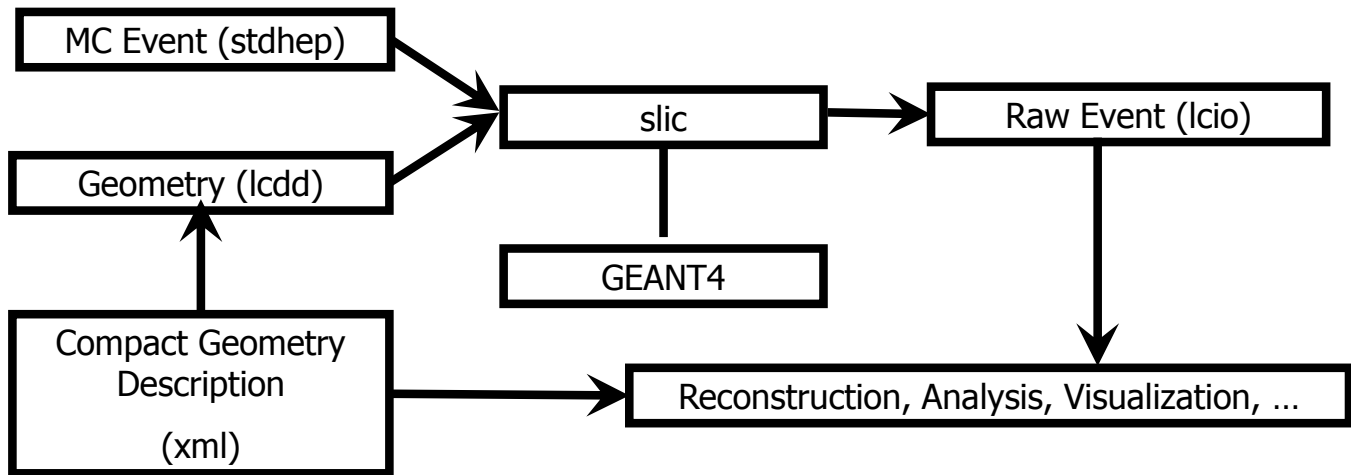 MC Event (stdhep)
slic
Raw Event (lcio)
Geometry (lcdd)
GEANT4
Compact Geometry
Description
(xml)
Reconstruction, Analysis, Visualization, …